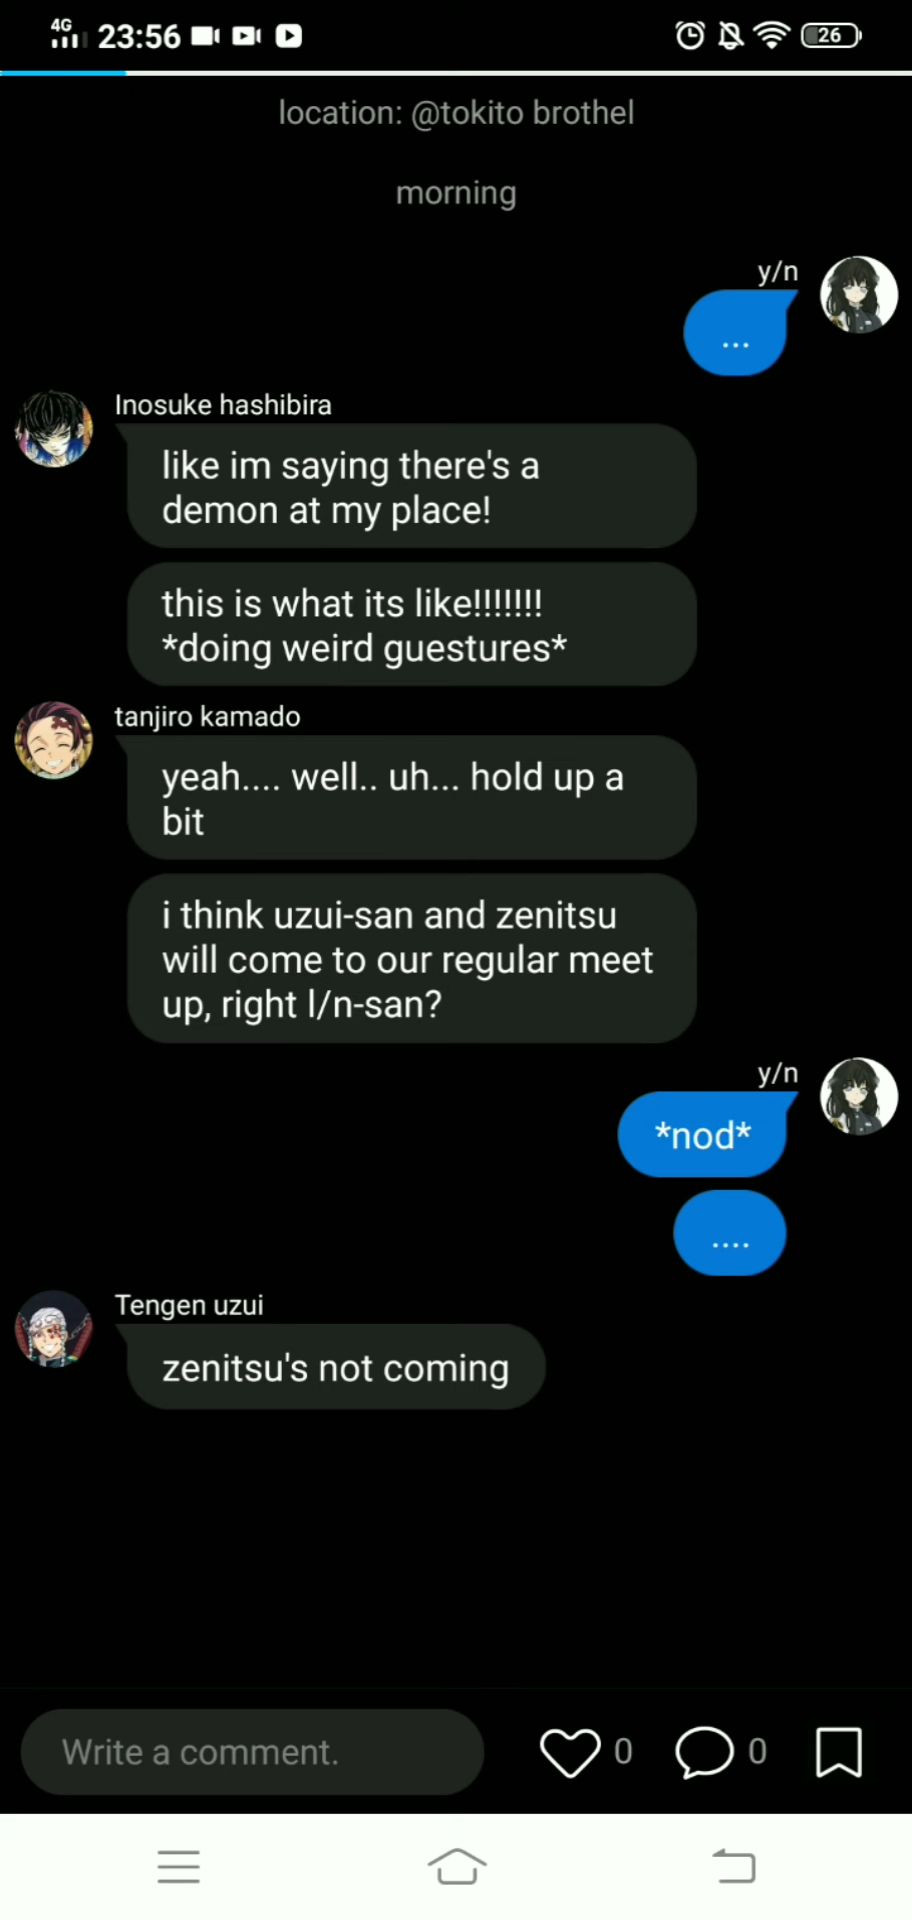 4G 23:56 26
location: @tokito brothel
morning
y/n
...
Inosuke hashibira
like im saying there's a
demon at my place!
this is what its like!!!!!!!
*doing weird guestures*
tanjiro kamado
yeah.... well.. uh... hold up a
bit
i think uzui-san and zenitsu
will come to our regular meet
up, right l/n-san?
y/n
*nod*
....
Tengen uzui
zenitsu's not coming
Write a comment. 0 0